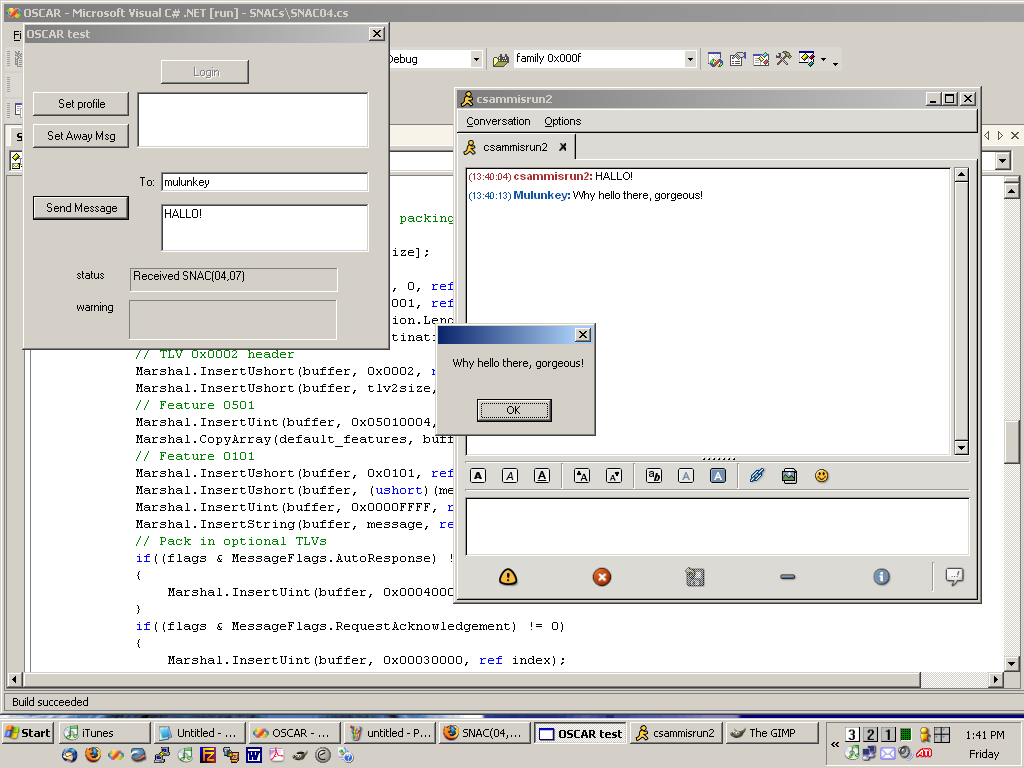 OSCAR - Microsoft Visual C# .NET [run] - SNACs\SNAC04.cs
OSCAR test
Login
Set profile
Set Away Msg
To: mulunkey
Send Message
HALLO!
status Received SNAC(04,07)
warning
Debug
family 0x000f
csammisrun2
Conversation Options
csammisrun2
(13:40:04) csammisrun2: HALLO!
(13:40:13) Mulunkey: Why hello there, gorgeous!
Why hello there, gorgeous!
OK
packing
ize];
, 0, ref
001, ref
ion.Leng
tinati
// TLV 0x0002 header
Marshal.InsertUshort(buffer, 0x0002, r
Marshal.InsertUshort(buffer, tlv2size,
// Feature 0501
Marshal.InsertUint(buffer, 0x05010004,
Marshal.CopyArray(default_features, buff
// Feature 0101
Marshal.InsertUshort(buffer, 0x0101, ref
Marshal.InsertUshort(buffer, (ushort)(me
Marshal.InsertUint(buffer, 0x0000FFFF, r
Marshal.InsertString(buffer, message, re
// Pack in optional TLVs
if((flags & MessageFlags.AutoResponse) !
{
Marshal.InsertUint(buffer, 0x0004000
}
if((flags & MessageFlags.RequestAcknowledgement) != 0)
{
Marshal.InsertUint(buffer, 0x00030000, ref index);
Build succeeded
Start
iTunes
Untitled - ...
OSCAR - ...
untitled - P...
SNAC(04,...
OSCAR test
csammisrun2
The GIMP
3 2 1
1:41 PM
Friday